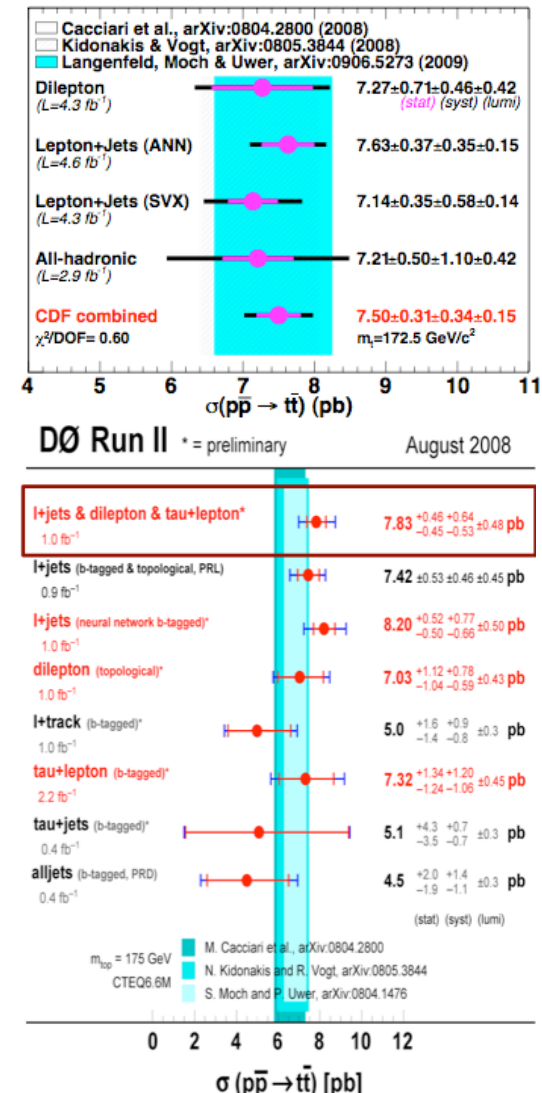 Cacciari et al., arXiv:0804.2800 (2008)
Kidonakis & Vogt, arXiv:0805.3844 (2008)
Langenfeld, Moch & Uwer, arXiv:0906.5273 (2009)
Dilepton 7.27±0.71±0.46±0.42
(L=4.3 fb⁻¹) (stat) (syst) (lumi)
Lepton+Jets (ANN) 7.63±0.37±0.35±0.15
(L=4.6 fb⁻¹)
Lepton+Jets (SVX) 7.14±0.35±0.58±0.14
(L=4.3 fb⁻¹)
All-hadronic 7.21±0.50±1.10±0.42
(L=2.9 fb⁻¹)
CDF combined 7.50±0.31±0.34±0.15
χ²/DOF= 0.60 mₜ=172.5 GeV/c²
4 5 6 7 8 9 10 11
σ(pp̅ → tt̅) (pb)
DØ Run II * = preliminary August 2008
l+jets & dilepton & tau+lepton* 7.83 +0.46 −0.45 +0.64 −0.53 ±0.48 pb
1.0 fb⁻¹
l+jets (b-tagged & topological, PRL) 7.42 ±0.53 ±0.46 ±0.45 pb
0.9 fb⁻¹
l+jets (neural network b-tagged)* 8.20 +0.52 −0.50 +0.77 −0.66 ±0.50 pb
1.0 fb⁻¹
dilepton (topological)* 7.03 +1.12 −1.04 +0.78 −0.59 ±0.43 pb
1.0 fb⁻¹
l+track (b-tagged)* 5.0 +1.6 −1.4 +0.9 −0.8 ±0.3 pb
1.0 fb⁻¹
tau+lepton (b-tagged)* 7.32 +1.34 −1.24 +1.20 −1.06 ±0.45 pb
2.2 fb⁻¹
tau+jets (b-tagged)* 5.1 +4.3 −3.5 +0.7 −0.7 ±0.3 pb
0.4 fb⁻¹
alljets (b-tagged, PRD) 4.5 +2.0 −1.9 +1.4 −1.1 ±0.3 pb
0.4 fb⁻¹
(stat) (syst) (lumi)
m_top = 175 GeV
CTEQ6.6M
M. Cacciari et al., arXiv:0804.2800
N. Kidonakis and R. Vogt, arXiv:0805.3844
S. Moch and P. Uwer, arXiv:0804.1476
0 2 4 6 8 10 12
σ (pp̅ → tt̅) [pb]